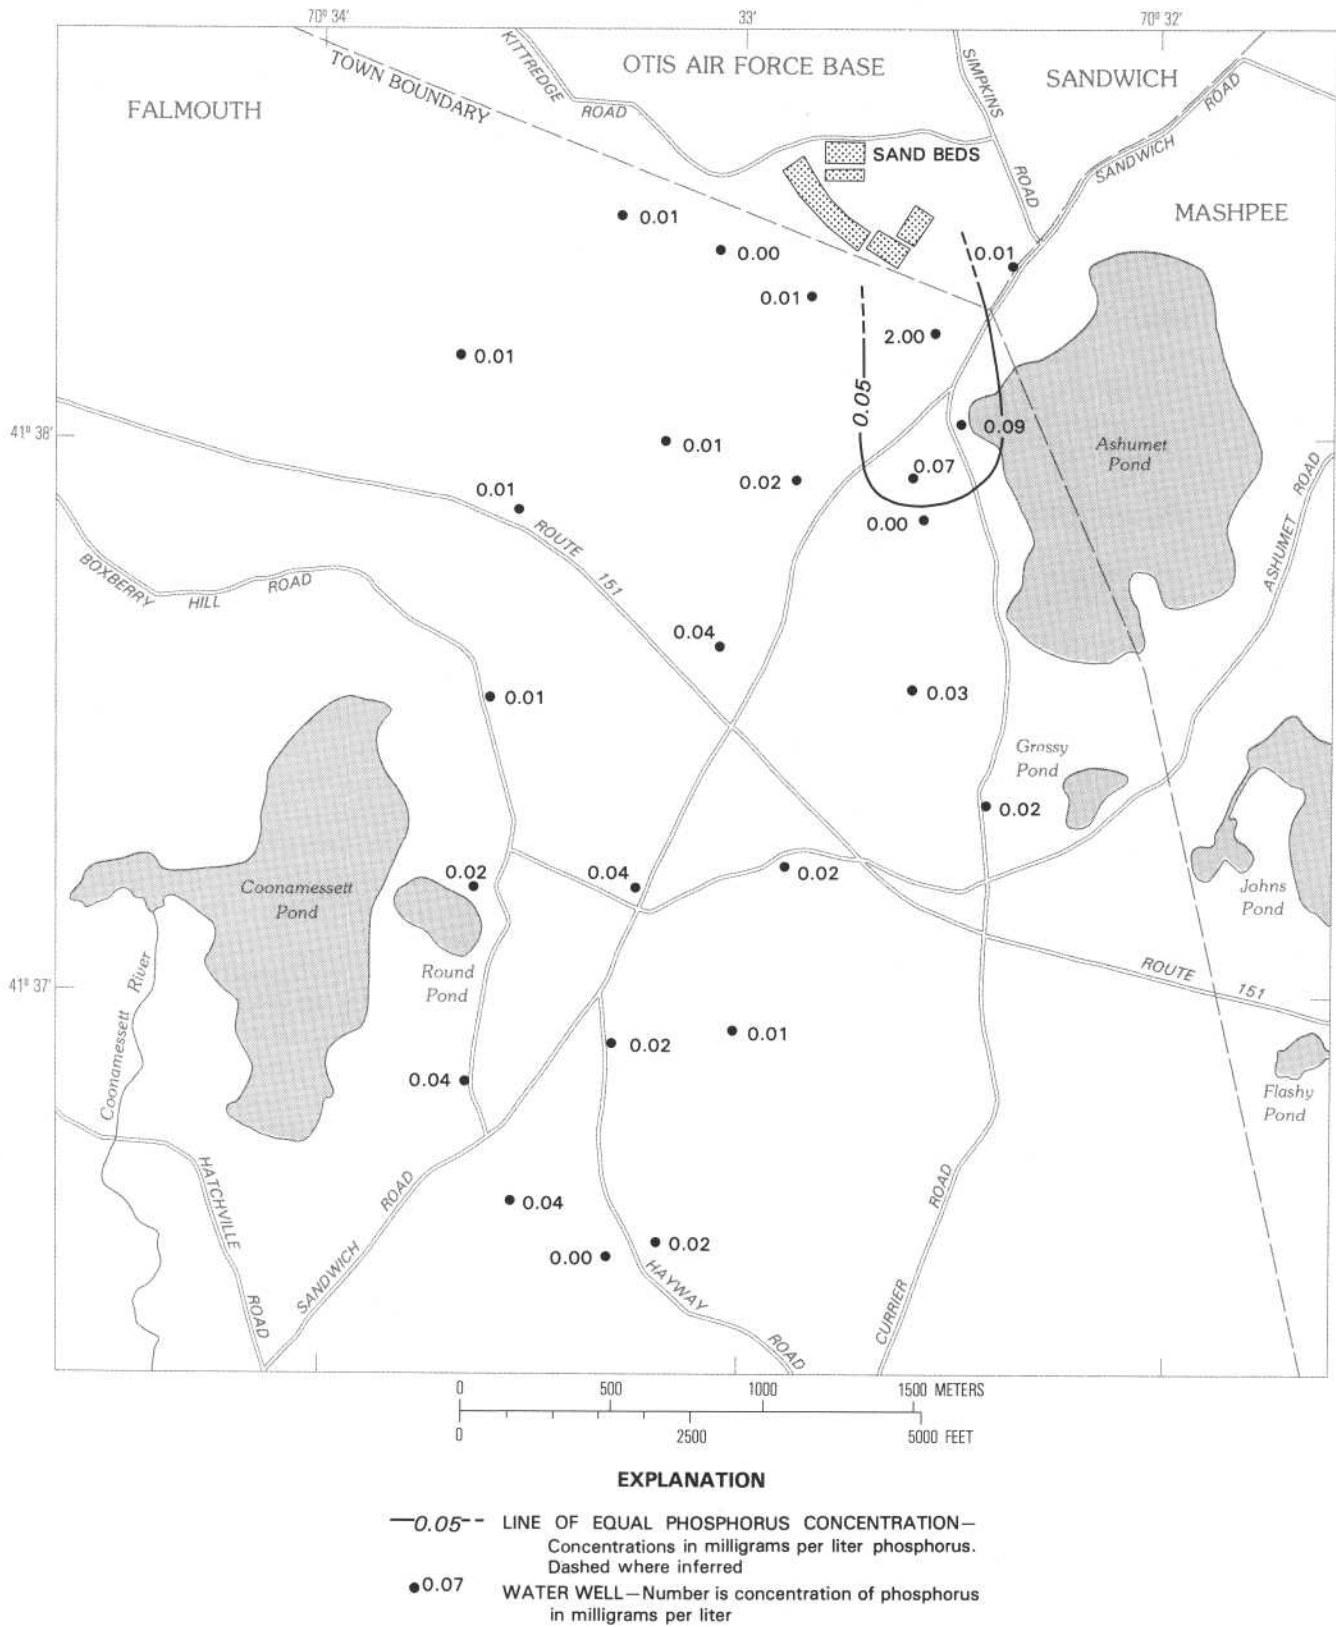 70° 34'
33'
70° 32'
KITTREDGE
ROAD
OTIS AIR FORCE BASE
SIMPKINS
ROAD
SANDWICH
TOWN BOUNDARY
FALMOUTH
SAND BEDS
SANDWICH
ROAD
MASHPEE
0.01
0.00
0.01
0.01
2.00
0.01
0.05
41° 38'
0.09
0.01
0.07
0.02
Ashumet
Pond
0.01
0.00
ROUTE
151
ASHUMET
ROAD
BOXBERRY
HILL
ROAD
0.04
0.01
0.03
Grossy
Pond
0.02
0.02
0.04
0.02
Coonamessett
Pond
Johns
Pond
Round
Pond
41° 37'
ROUTE
151
Coonamessett
River
0.02
0.01
0.04
Flashy
Pond
HATCHVILLE
ROAD
SANDWICH
ROAD
0.04
0.00
0.02
HAYWAY
ROAD
CURRIER
ROAD
0
500
1000
1500 METERS
0
2500
5000 FEET
EXPLANATION
0.05
LINE OF EQUAL PHOSPHORUS CONCENTRATION—
Concentrations in milligrams per liter phosphorus.
Dashed where inferred
0.07
WATER WELL—Number is concentration of phosphorus
in milligrams per liter